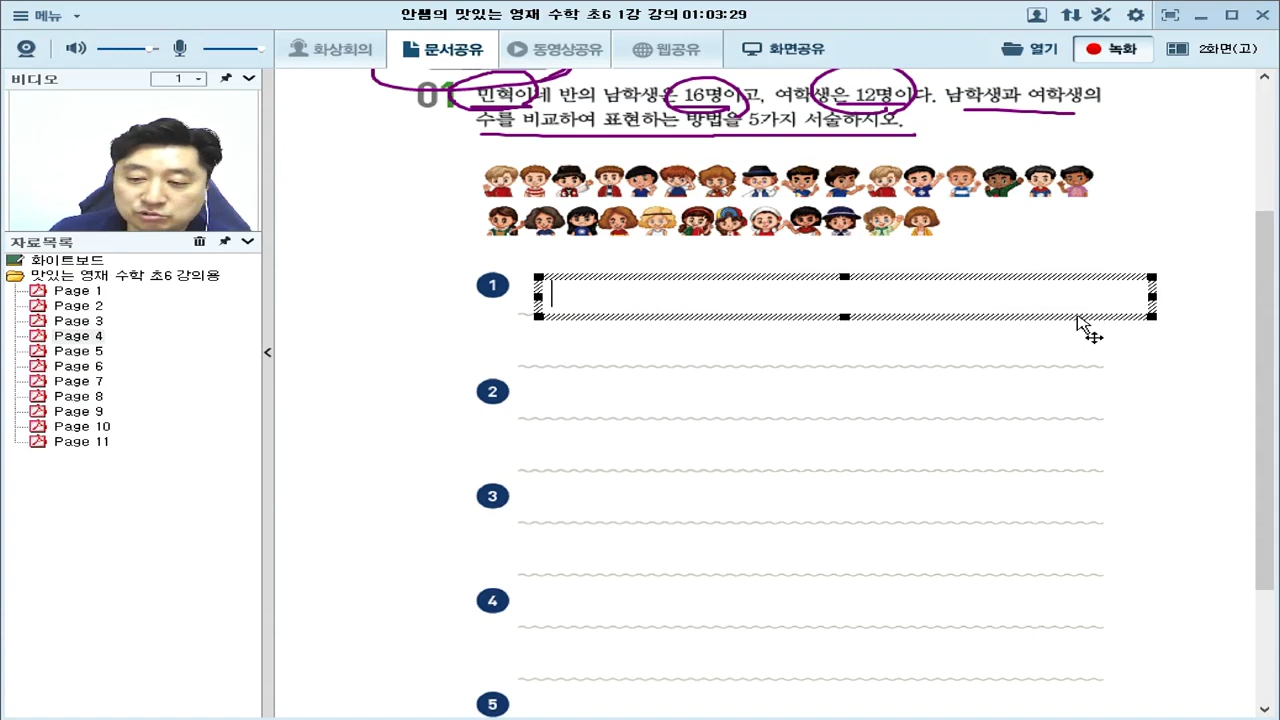 메뉴
안쌤의 맛있는 영재 수학 초6 1강 강의 01:03:29
화상회의
문서공유
동영상공유
웹공유
화면공유
열기
녹화
2화면(고)
비디오
1
자료목록
화이트보드
맛있는 영재 수학 초6 강의용
Page 1
Page 2
Page 3
Page 4
Page 5
Page 6
Page 7
Page 8
Page 9
Page 10
Page 11
01 민혁이네 반의 남학생은 16명이고, 여학생은 12명이다. 남학생과 여학생의
수를 비교하여 표현하는 방법을 5가지 서술하시오.
1
2
3
4
5